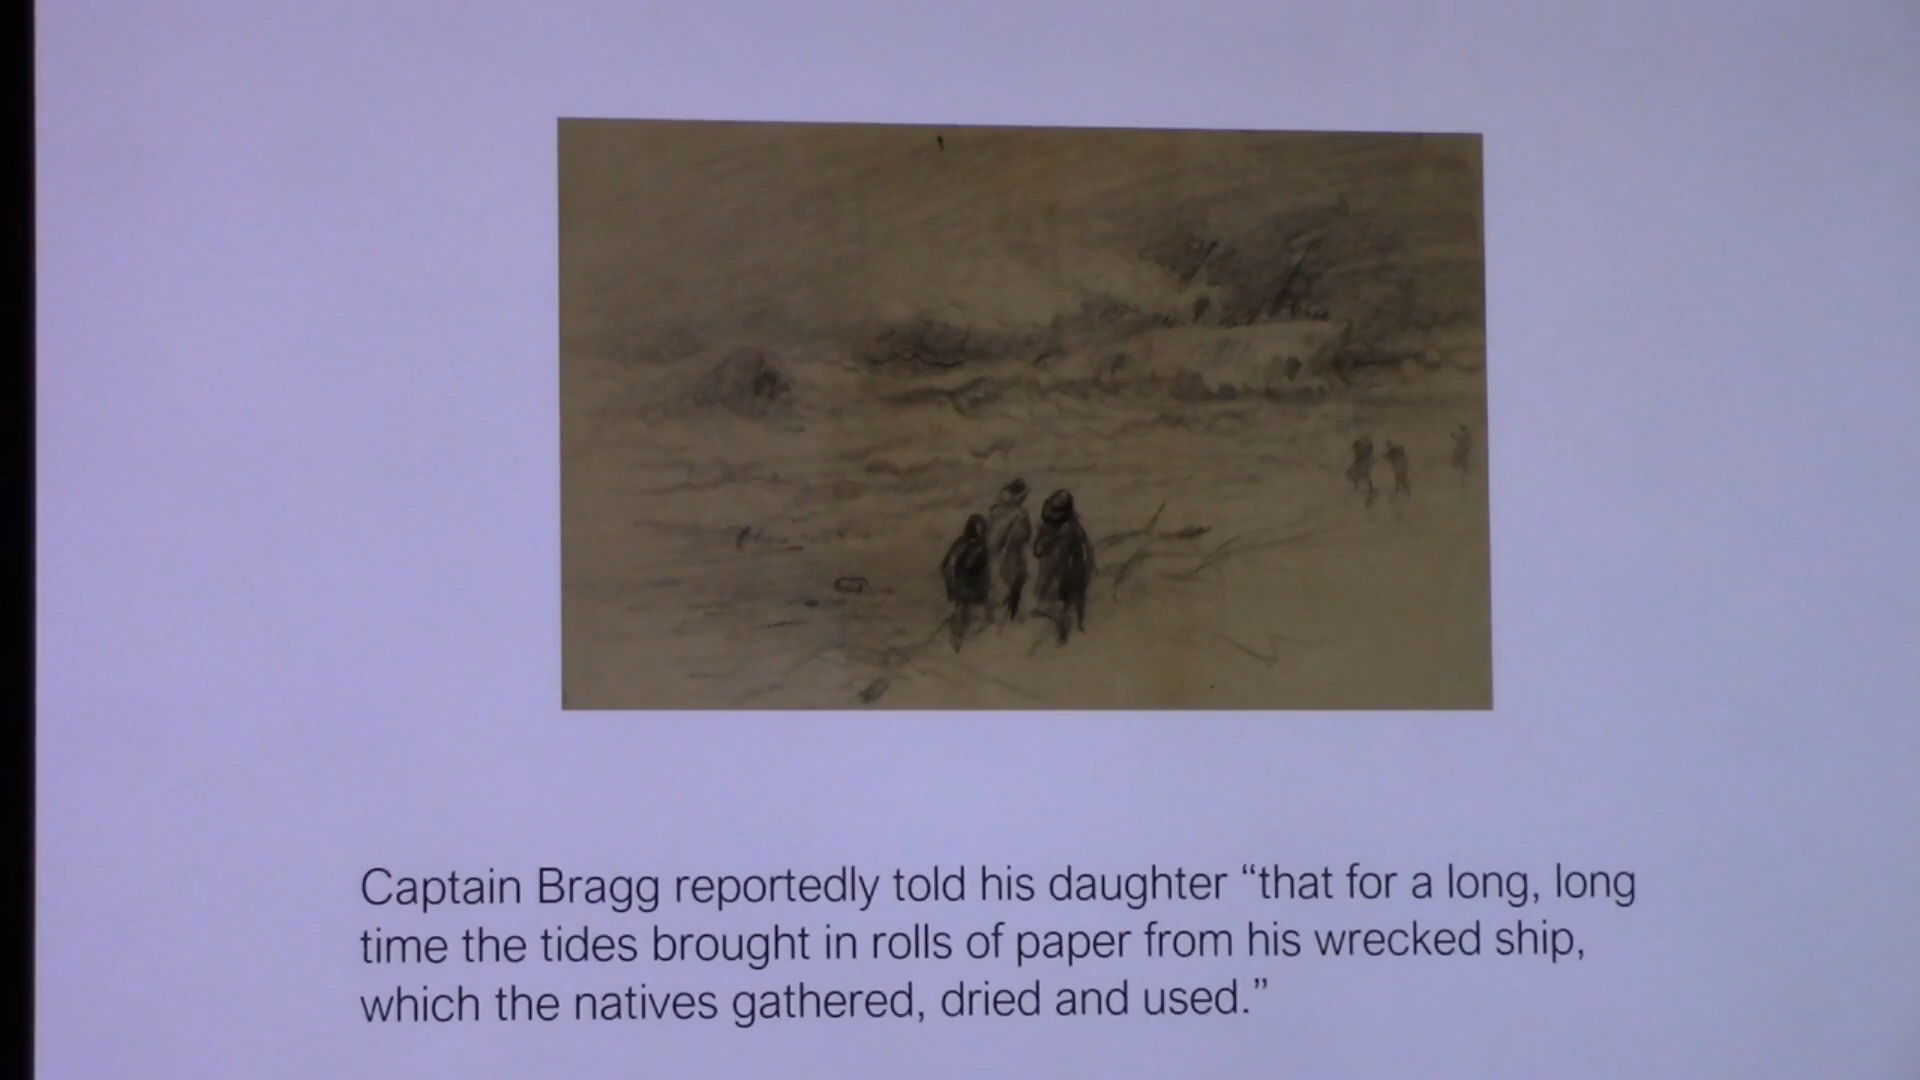 Captain Bragg reportedly told his daughter “that for a long, long
time the tides brought in rolls of paper from his wrecked ship,
which the natives gathered, dried and used.”